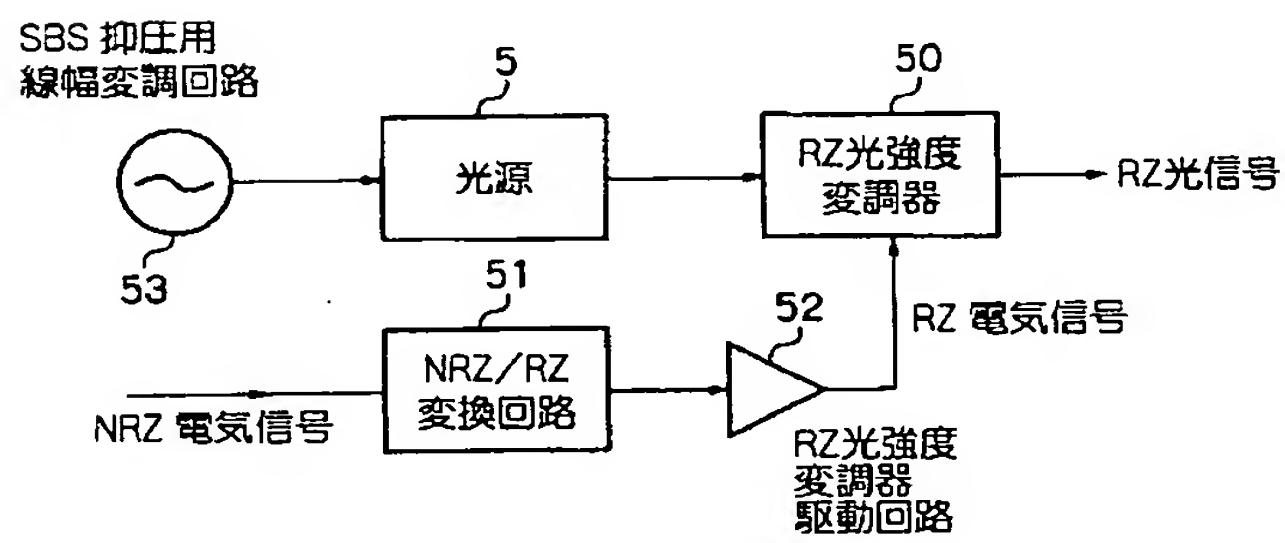 SBS 抑圧用
線幅変調回路
5
50
光源
RZ光強度
変調器
RZ光信号
53
51
52
RZ 電気信号
NRZ/RZ
変換回路
NRZ 電気信号
RZ光強度
変調器
駆動回路